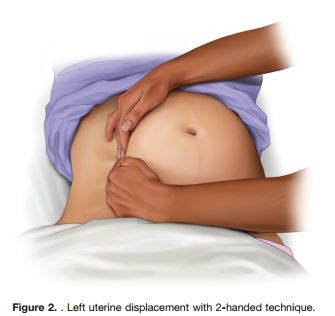 Figure 2. . Left uterine displacement with 2-handed technique.